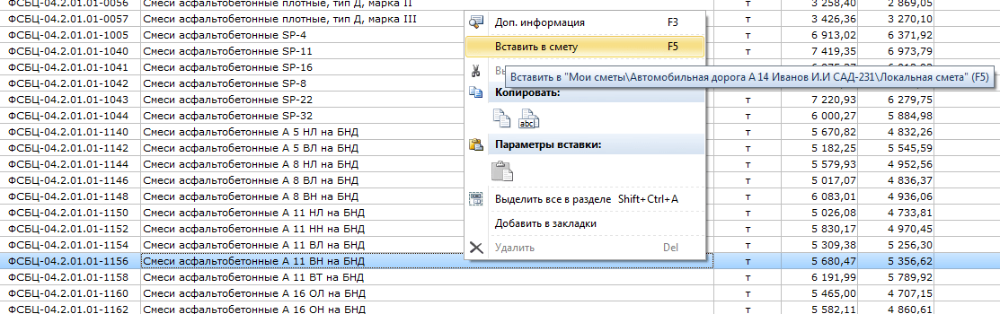 ФСБЦ-04.2.01.01-0056 Смеси асфальтобетонные плотные, тип Д, марка II т 3 258,40 2 869,05
ФСБЦ-04.2.01.01-0057 Смеси асфальтобетонные плотные, тип Д, марка III т 3 426,36 3 270,10
ФСБЦ-04.2.01.01-1005 Смеси асфальтобетонные SP-4 6 913,02 6 371,92
ФСБЦ-04.2.01.01-1040 Смеси асфальтобетонные SP-11 7 419,35 6 973,79
ФСБЦ-04.2.01.01-1041 Смеси асфальтобетонные SP-16
ФСБЦ-04.2.01.01-1042 Смеси асфальтобетонные SP-8
ФСБЦ-04.2.01.01-1043 Смеси асфальтобетонные SP-22 т 7 220,93 6 279,75
ФСБЦ-04.2.01.01-1044 Смеси асфальтобетонные SP-32 т 6 000,27 5 884,98
ФСБЦ-04.2.01.01-1140 Смеси асфальтобетонные А 5 НЛ на БНД т 5 670,82 4 832,26
ФСБЦ-04.2.01.01-1142 Смеси асфальтобетонные А 5 ВЛ на БНД т 5 182,25 5 545,59
ФСБЦ-04.2.01.01-1144 Смеси асфальтобетонные А 8 НЛ на БНД т 5 579,93 4 952,56
ФСБЦ-04.2.01.01-1146 Смеси асфальтобетонные А 8 ВЛ на БНД т 5 017,07 4 836,37
ФСБЦ-04.2.01.01-1148 Смеси асфальтобетонные А 8 ВН на БНД т 6 083,01 4 936,06
ФСБЦ-04.2.01.01-1150 Смеси асфальтобетонные А 11 НЛ на БНД т 5 026,08 4 733,81
ФСБЦ-04.2.01.01-1152 Смеси асфальтобетонные А 11 НН на БНД т 5 830,17 4 970,45
ФСБЦ-04.2.01.01-1154 Смеси асфальтобетонные А 11 ВЛ на БНД т 5 309,38 5 256,30
ФСБЦ-04.2.01.01-1156 Смеси асфальтобетонные А 11 ВН на БНД т 5 680,47 5 356,62
ФСБЦ-04.2.01.01-1158 Смеси асфальтобетонные А 11 ВТ на БНД т 6 191,99 5 789,92
ФСБЦ-04.2.01.01-1160 Смеси асфальтобетонные А 16 ОЛ на БНД т 5 465,00 4 707,15
ФСБЦ-04.2.01.01-1162 Смеси асфальтобетонные А 16 ОН на БНД т 5 582,11 4 860,61
Доп. информация F3
Вставить в смету F5
Вставить в "Мои сметы\Автомобильная дорога А 14 Иванов И.И САД-231\Локальная смета" (F5)
Копировать:
abc
Параметры вставки:
Выделить все в разделе Shift+Ctrl+A
Добавить в закладки
Удалить Del